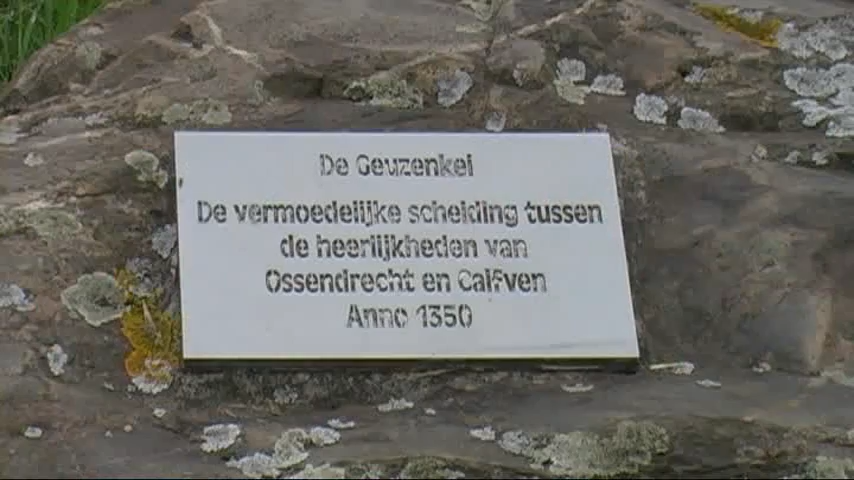 De Geuzenkei
De vermoedelijke scheiding tussen
de heerlijkheden van
Ossendrecht en Calfven
Anno 1350